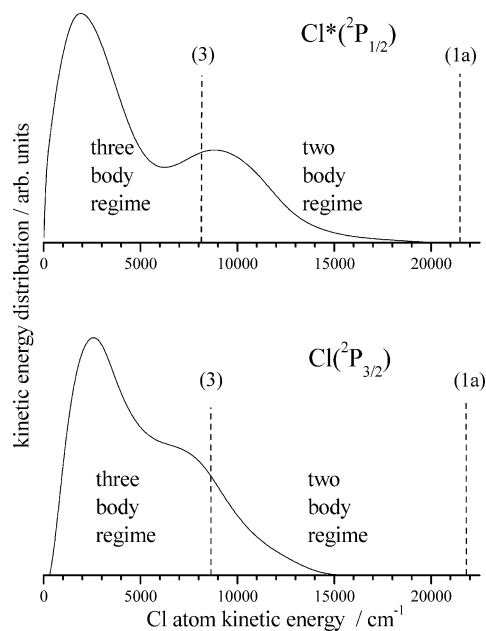 Cl*(²P₁/₂)
(3)
(1a)
three
body
regime
two
body
regime
0
5000
10000
15000
20000
kinetic energy distribution / arb. units
Cl(²P₃/₂)
(3)
(1a)
three
body
regime
two
body
regime
0
5000
10000
15000
20000
Cl atom kinetic energy / cm⁻¹